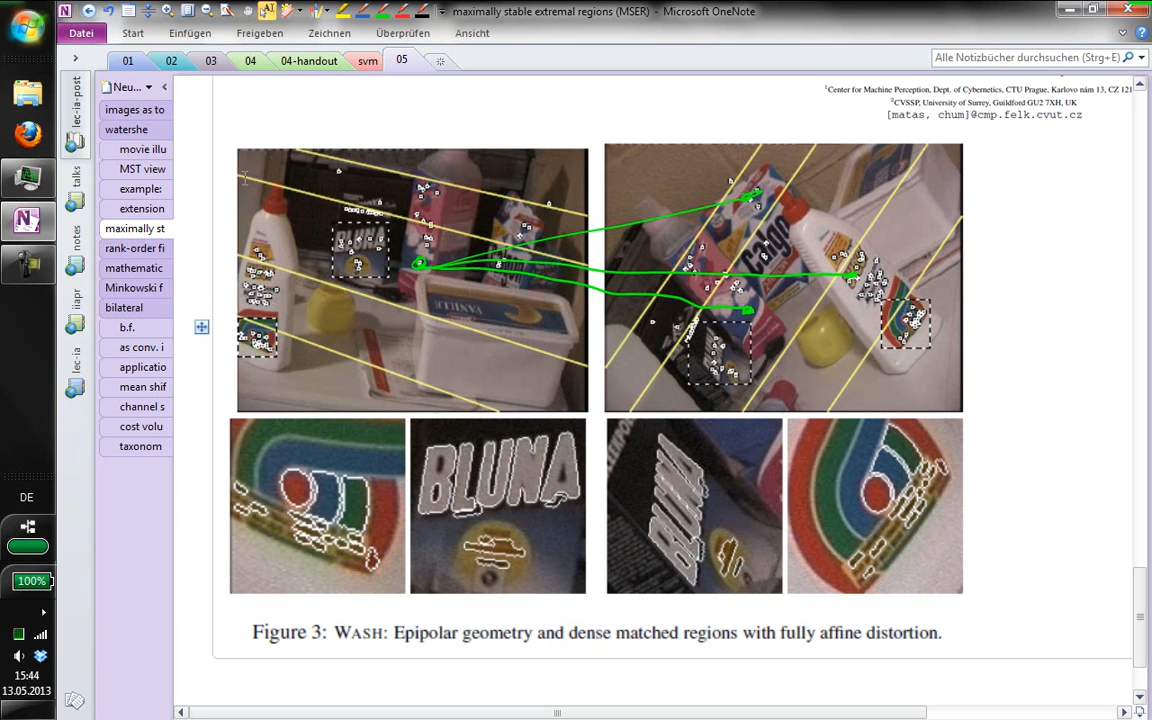 maximally stable extremal regions (MSER) - Microsoft OneNote
Datei Start Einfügen Freigeben Zeichnen Überprüfen Ansicht
01 02 03 04 04-handout svm 05
Alle Notizbücher durchsuchen (Strg+E)
lec-ia-post
talks
notes
iiapr
lec-ia
Neu...
images as to
watershe
movie illu
MST view
example:
extension
maximally st
rank-order fi
mathematic
Minkowski f
bilateral
b.f.
as conv. i
applicatio
mean shif
channel s
cost volu
taxonom
¹Center for Machine Perception, Dept. of Cybernetics, CTU Prague, Karlovo nám 13, CZ 121
²CVSSP, University of Surrey, Guildford GU2 7XH, UK
[matas, chum]@cmp.felk.cvut.cz
BLUNA
VANILLE
BLUNA
BLUNA
Figure 3: WASH: Epipolar geometry and dense matched regions with fully affine distortion.
DE
100%
15:44
13.05.2013